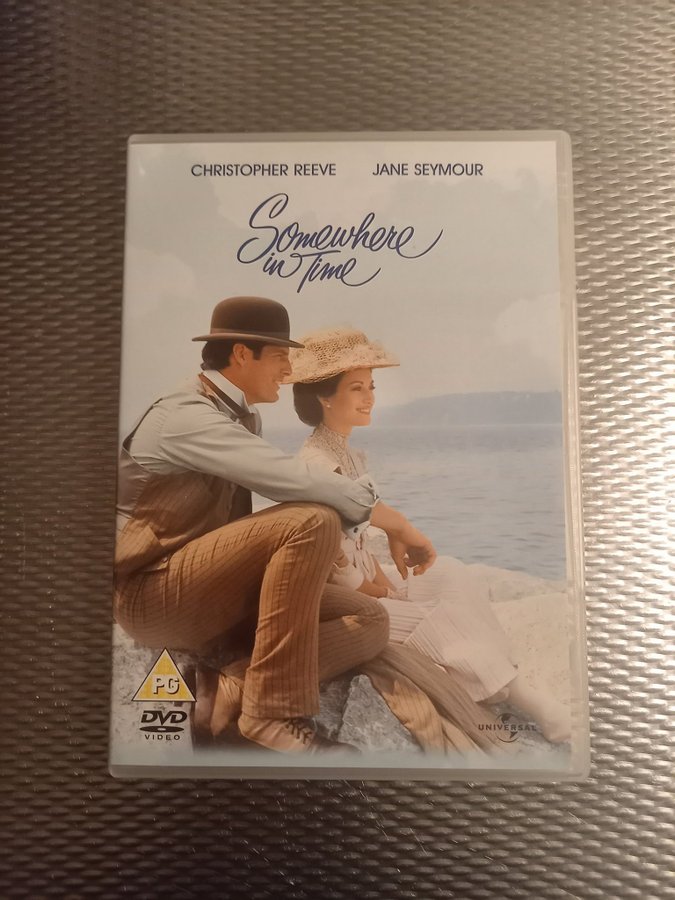 CHRISTOPHER REEVE JANE SEYMOUR
Somewhere
in Time
PG
DVD
VIDEO
UNIVERSAL